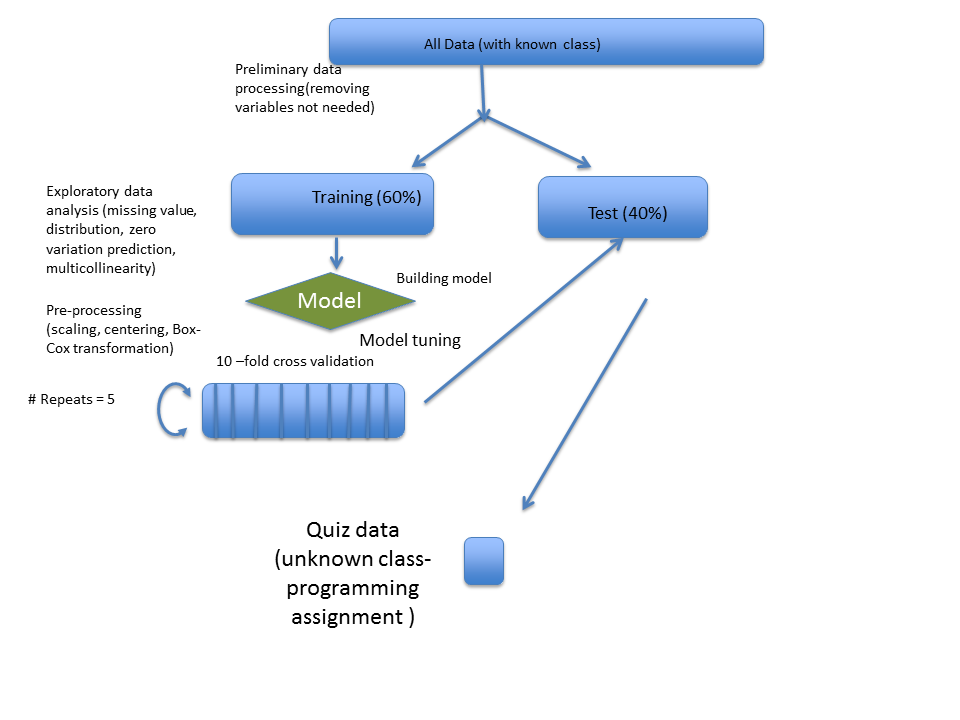 All Data (with known class)
Preliminary data
processing(removing
variables not needed)
Training (60%)
Test (40%)
Exploratory data
analysis (missing value,
distribution, zero
variation prediction,
multicollinearity)
Building model
Model
Pre-processing
(scaling, centering, Box-
Cox transformation)
Model tuning
10 –fold cross validation
# Repeats = 5
Quiz data
(unknown class-
programming
assignment )